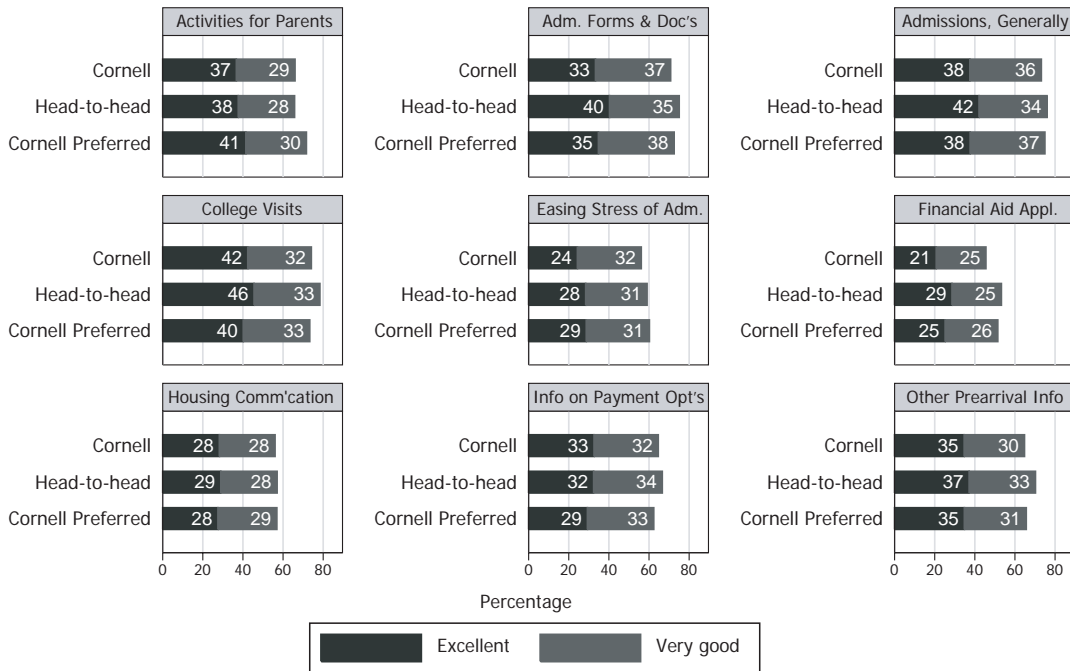 Activities for Parents
Cornell 37 29
Head-to-head 38 28
Cornell Preferred 41 30
Adm. Forms & Doc's
Cornell 33 37
Head-to-head 40 35
Cornell Preferred 35 38
Admissions, Generally
Cornell 38 36
Head-to-head 42 34
Cornell Preferred 38 37
College Visits
Cornell 42 32
Head-to-head 46 33
Cornell Preferred 40 33
Easing Stress of Adm.
Cornell 24 32
Head-to-head 28 31
Cornell Preferred 29 31
Financial Aid Appl.
Cornell 21 25
Head-to-head 29 25
Cornell Preferred 25 26
Housing Comm'cation
Cornell 28 28
Head-to-head 29 28
Cornell Preferred 28 29
0 20 40 60 80
Info on Payment Opt's
Cornell 33 32
Head-to-head 32 34
Cornell Preferred 29 33
0 20 40 60 80
Other Prearrival Info
Cornell 35 30
Head-to-head 37 33
Cornell Preferred 35 31
0 20 40 60 80
Percentage
Excellent Very good